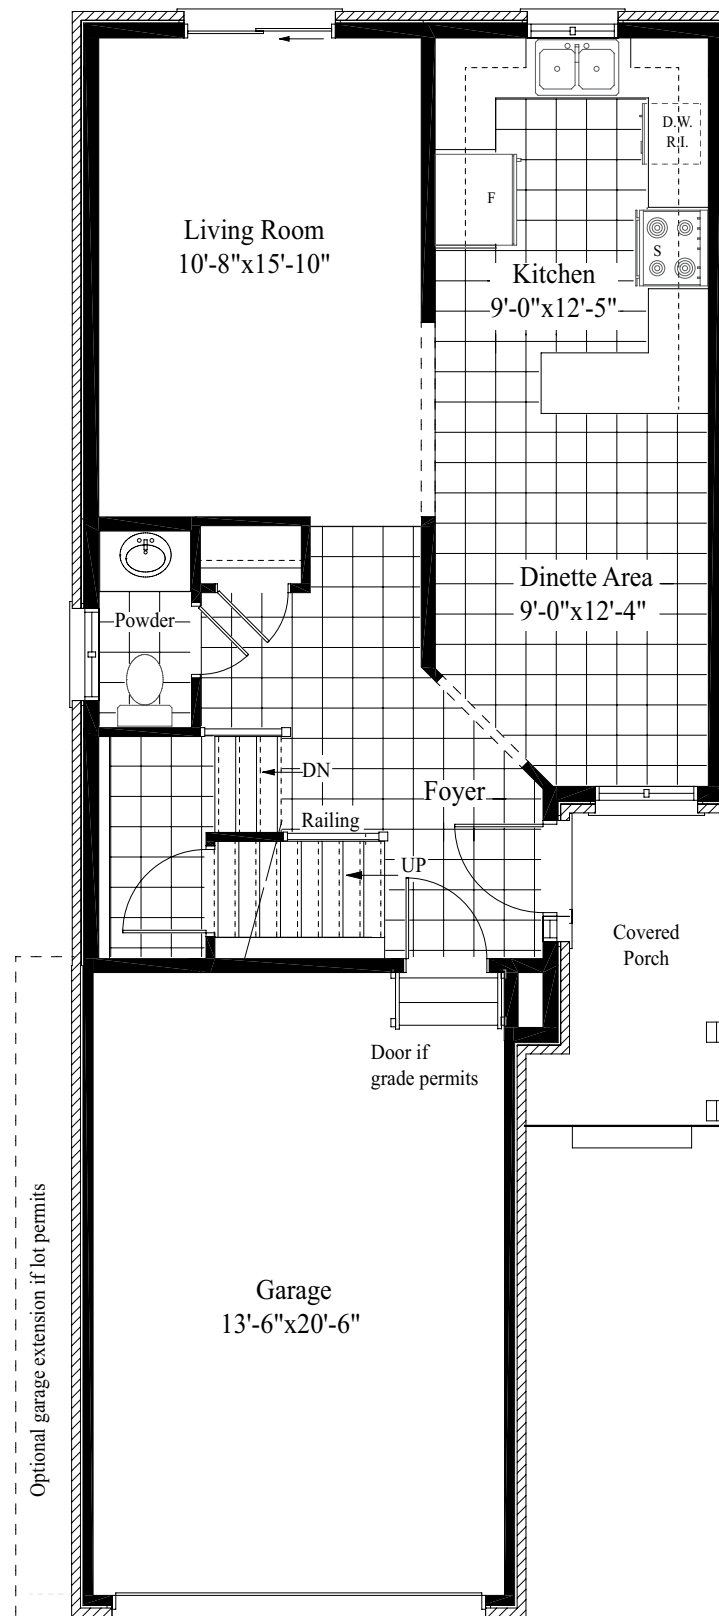 D.W.
R.I.
F
Living Room
10'-8"x15'-10"
S
Kitchen
9'-0"x12'-5"
Dinette Area
9'-0"x12'-4"
Powder
DN
Foyer
Railing
UP
Covered
Porch
Door if
grade permits
Optional garage extension if lot permits
Garage
13'-6"x20'-6"